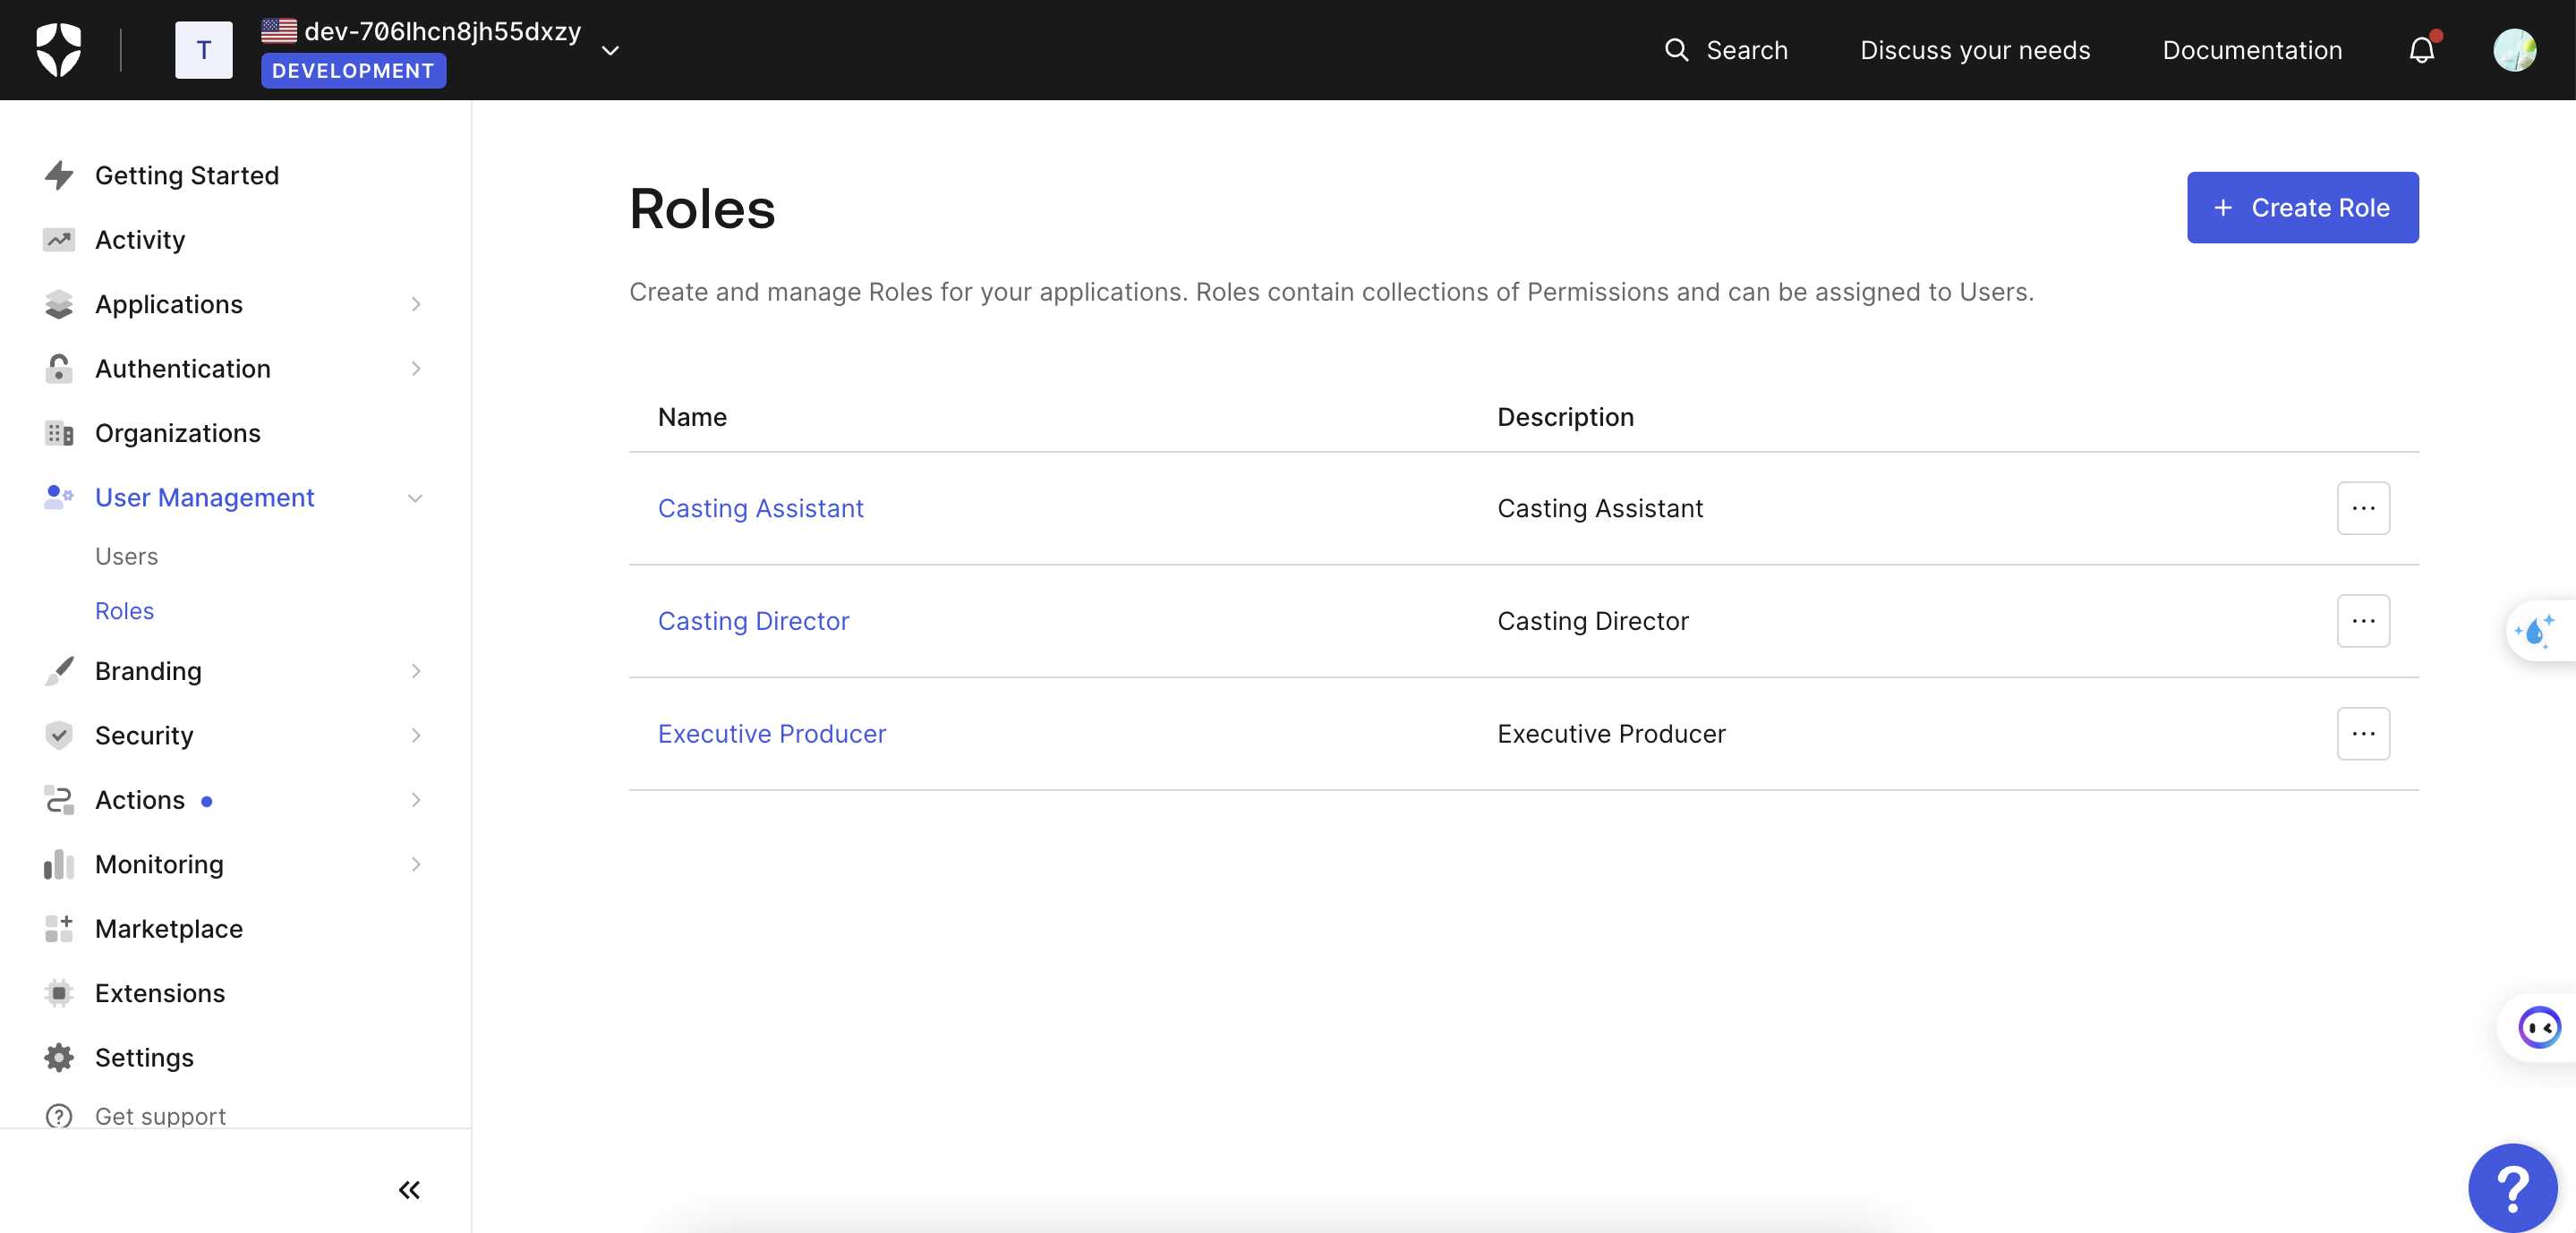 T
dev-706lhcn8jh55dxzy
DEVELOPMENT
Search
Discuss your needs
Documentation
Getting Started
Activity
Applications
Authentication
Organizations
User Management
Users
Roles
Branding
Security
Actions
Monitoring
Marketplace
Extensions
Settings
Get support
Roles
+ Create Role
Create and manage Roles for your applications. Roles contain collections of Permissions and can be assigned to Users.
Name Description
Casting Assistant Casting Assistant ...
Casting Director Casting Director ...
Executive Producer Executive Producer ...
?